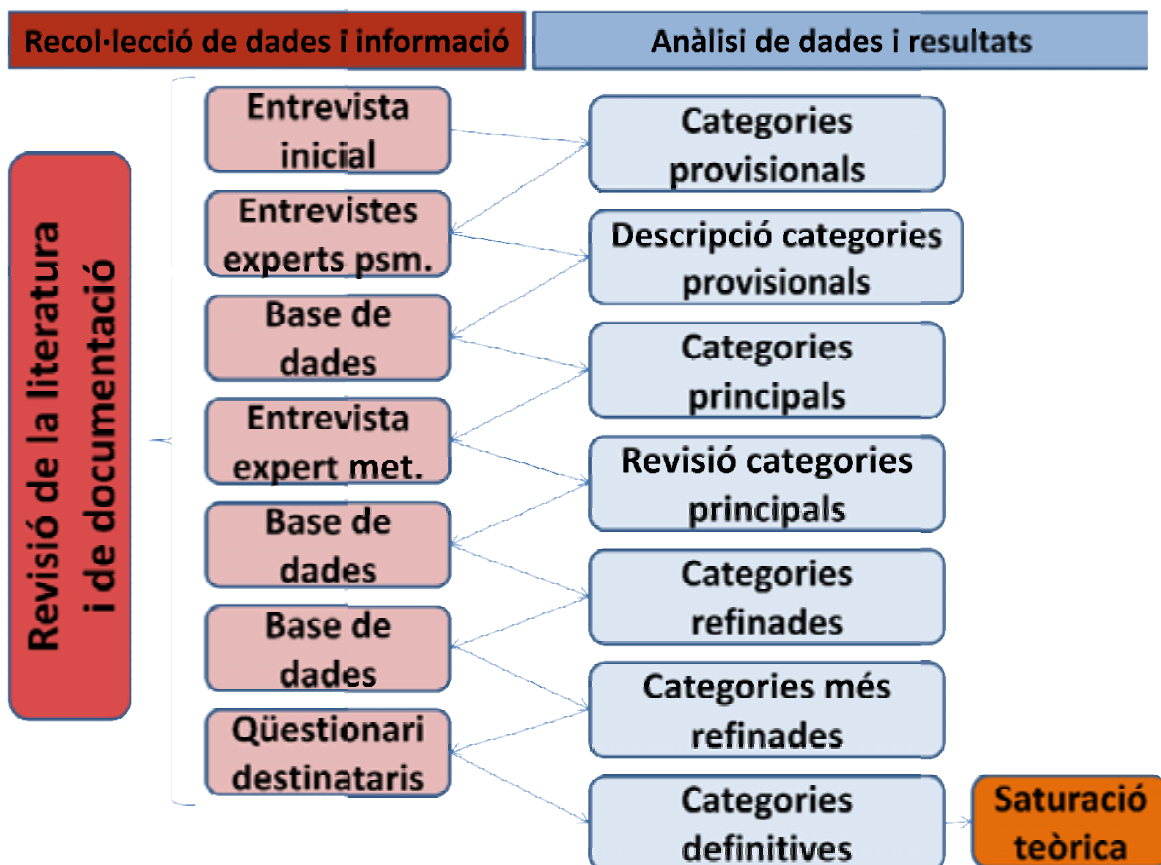 Recol·lecció de dades i informació
Anàlisi de dades i resultats
Revisió de la literatura
i de documentació
Entrevista
inicial
Entrevistes
experts psm.
Base de
dades
Entrevista
expert met.
Base de
dades
Base de
dades
Qüestionari
destinataris
Categories
provisionals
Descripció categories
provisionals
Categories
principals
Revisió categories
principals
Categories
refinades
Categories més
refinades
Categories
definitives
Saturació
teòrica